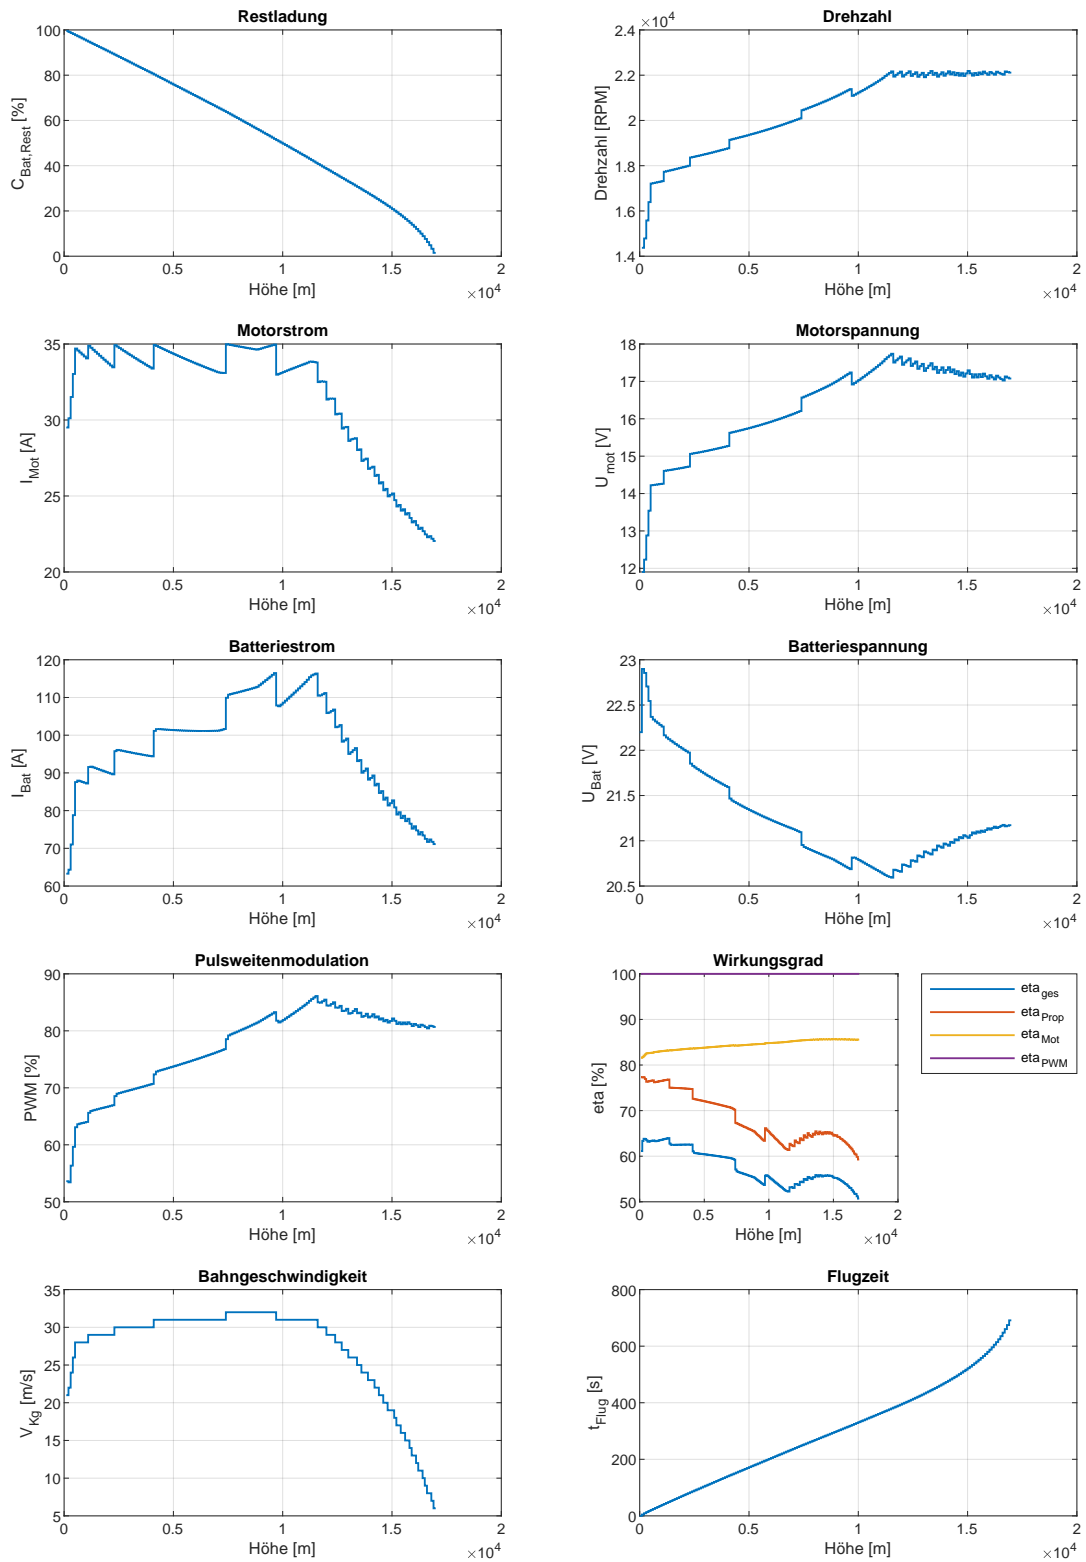 Restladung
100
80
60
40
20
0
C_Bat,Rest [%]
0 0.5 1 1.5 2
Höhe [m]
×10^4
Drehzahl
×10^4
2.4
2.2
2
1.8
1.6
1.4
Drehzahl [RPM]
0 0.5 1 1.5 2
Höhe [m]
×10^4
Motorstrom
35
30
25
20
I_Mot [A]
0 0.5 1 1.5 2
Höhe [m]
×10^4
Motorspannung
18
17
16
15
14
13
12
U_mot [V]
0 0.5 1 1.5 2
Höhe [m]
×10^4
Batteriestrom
120
110
100
90
80
70
60
I_Bat [A]
0 0.5 1 1.5 2
Höhe [m]
×10^4
Batteriespannung
23
22.5
22
21.5
21
20.5
U_Bat [V]
0 0.5 1 1.5 2
Höhe [m]
×10^4
Pulsweitenmodulation
90
80
70
60
50
PWM [%]
0 0.5 1 1.5 2
Höhe [m]
×10^4
Wirkungsgrad
100
90
80
70
60
50
eta [%]
0 0.5 1 1.5 2
Höhe [m]
×10^4
eta_ges
eta_Prop
eta_Mot
eta_PWM
Bahngeschwindigkeit
35
30
25
20
15
10
5
V_Kg [m/s]
0 0.5 1 1.5 2
Höhe [m]
×10^4
Flugzeit
800
600
400
200
0
t_Flug [s]
0 0.5 1 1.5 2
Höhe [m]
×10^4